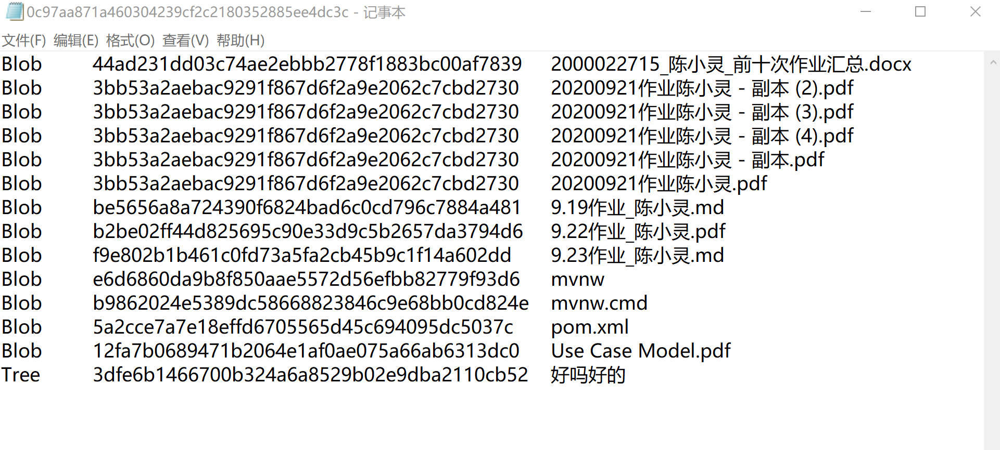 0c97aa871a460304239cf2c2180352885ee4dc3c - 记事本
文件(F) 编辑(E) 格式(O) 查看(V) 帮助(H)
Blob 44ad231dd03c74ae2ebbb2778f1883bc00af7839 2000022715_陈小灵_前十次作业汇总.docx
Blob 3bb53a2aebac9291f867d6f2a9e2062c7cbd2730 20200921作业陈小灵 - 副本 (2).pdf
Blob 3bb53a2aebac9291f867d6f2a9e2062c7cbd2730 20200921作业陈小灵 - 副本 (3).pdf
Blob 3bb53a2aebac9291f867d6f2a9e2062c7cbd2730 20200921作业陈小灵 - 副本 (4).pdf
Blob 3bb53a2aebac9291f867d6f2a9e2062c7cbd2730 20200921作业陈小灵 - 副本.pdf
Blob 3bb53a2aebac9291f867d6f2a9e2062c7cbd2730 20200921作业陈小灵.pdf
Blob be5656a8a724390f6824bad6c0cd796c7884a481 9.19作业_陈小灵.md
Blob b2be02ff44d825695c90e33d9c5b2657da3794d6 9.22作业_陈小灵.pdf
Blob f9e802b1b461c0fd73a5fa2cb45b9c1f14a602dd 9.23作业_陈小灵.md
Blob e6d6860da9b8f850aae5572d56efbb82779f93d6 mvnw
Blob b9862024e5389dc58668823846c9e68bb0cd824e mvnw.cmd
Blob 5a2cce7a7e18effd6705565d45c694095dc5037c pom.xml
Blob 12fa7b0689471b2064e1af0ae075a66ab6313dc0 Use Case Model.pdf
Tree 3dfe6b1466700b324a6a8529b02e9dba2110cb52 好吗好的